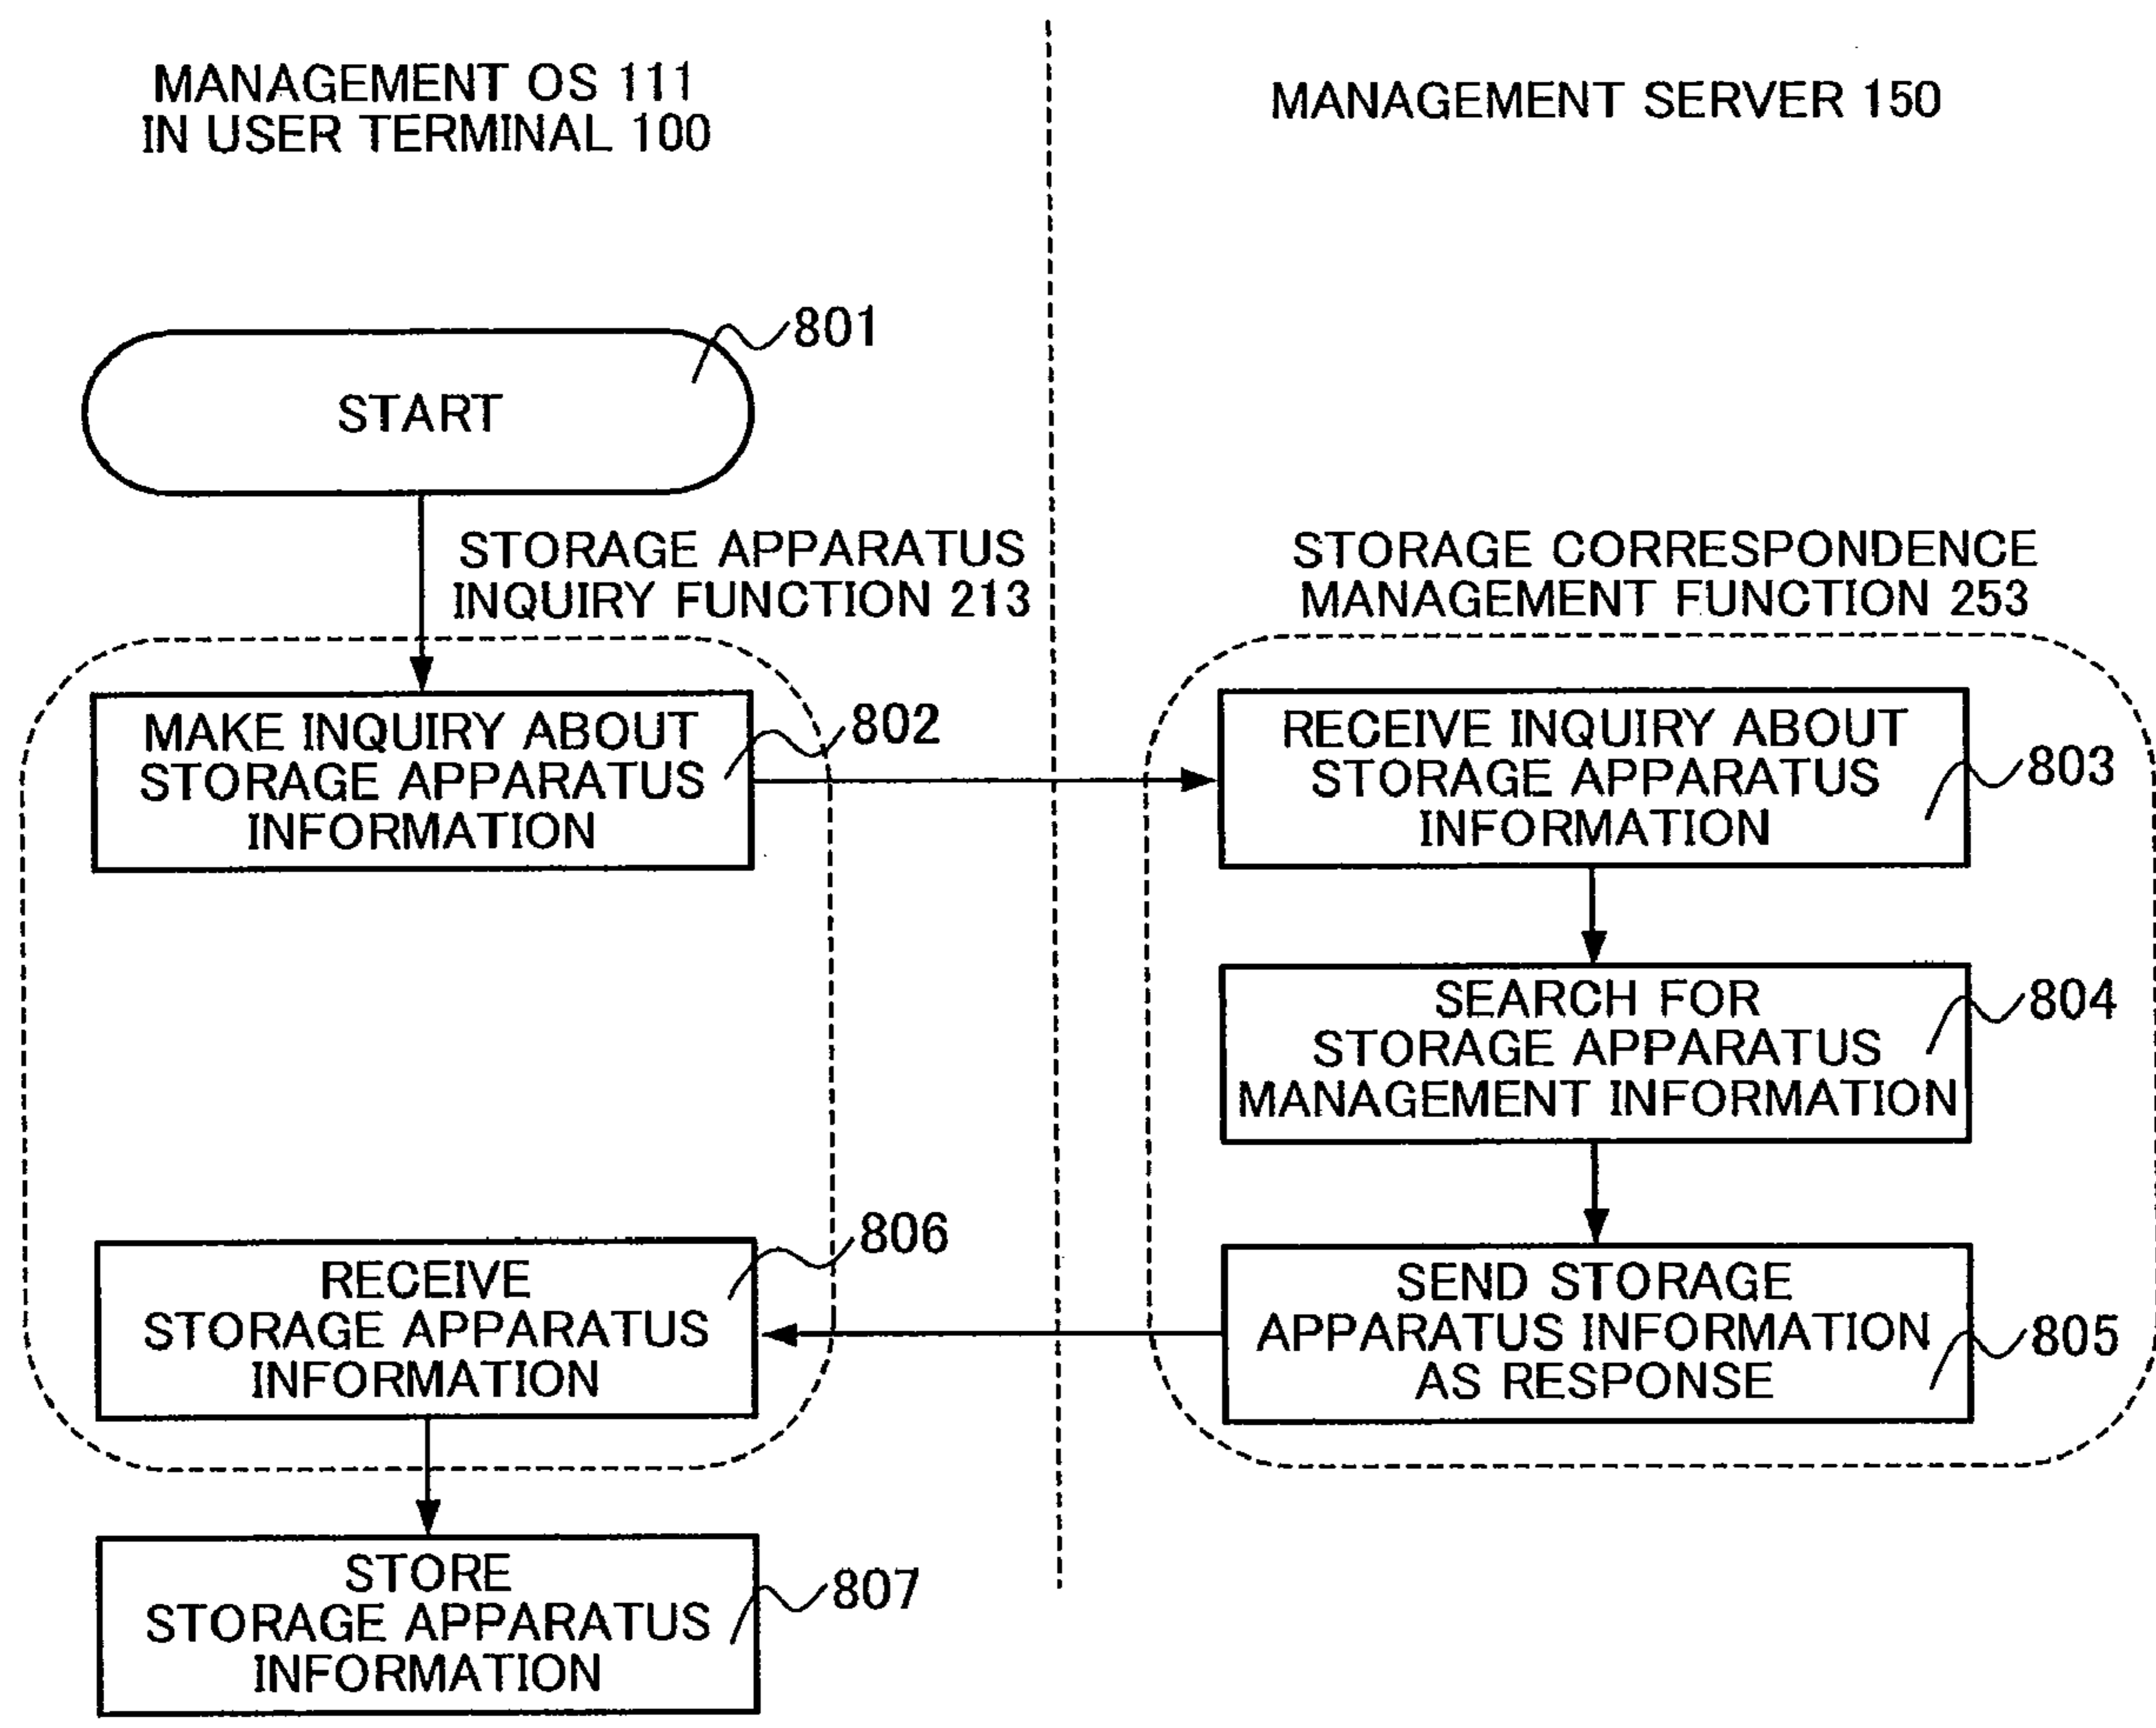 MANAGEMENT OS 111
IN USER TERMINAL 100
MANAGEMENT SERVER 150
801
START
STORAGE APPARATUS
INQUIRY FUNCTION 213
STORAGE CORRESPONDENCE
MANAGEMENT FUNCTION 253
MAKE INQUIRY ABOUT
STORAGE APPARATUS
INFORMATION
802
RECEIVE INQUIRY ABOUT
STORAGE APPARATUS
INFORMATION
803
SEARCH FOR
STORAGE APPARATUS
MANAGEMENT INFORMATION
804
RECEIVE
STORAGE APPARATUS
INFORMATION
806
SEND STORAGE
APPARATUS INFORMATION
AS RESPONSE
805
STORE
STORAGE APPARATUS
INFORMATION
807